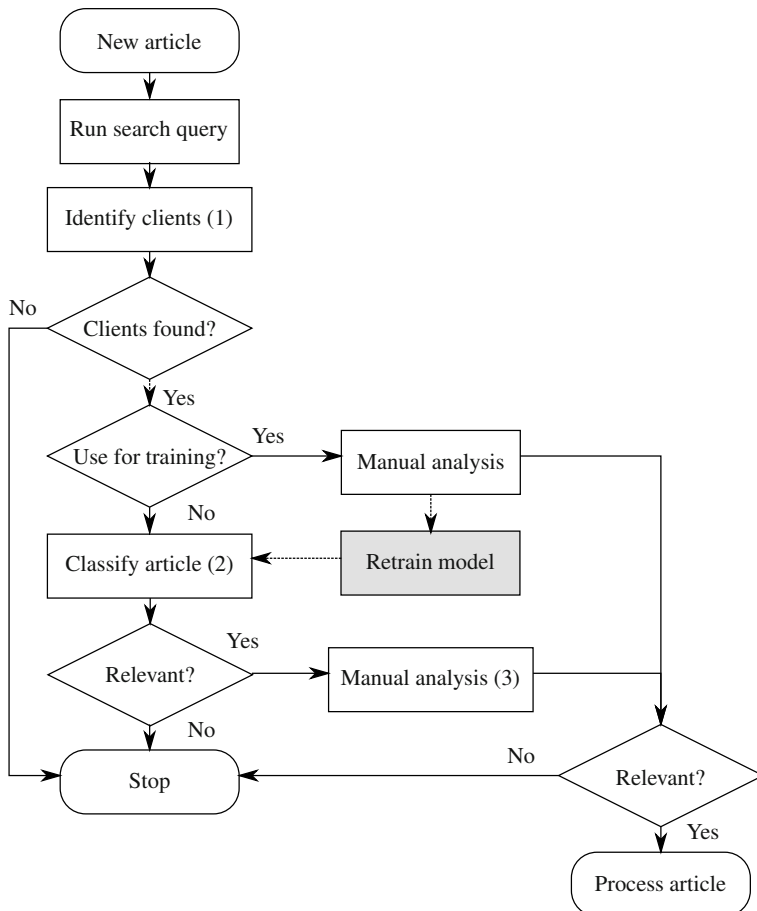 New article
Run search query
Identify clients (1)
No
Clients found?
Yes
Use for training?
Yes
Manual analysis
No
Classify article (2)
Retrain model
Yes
Relevant?
Manual analysis (3)
No
Stop
No
Relevant?
Yes
Process article